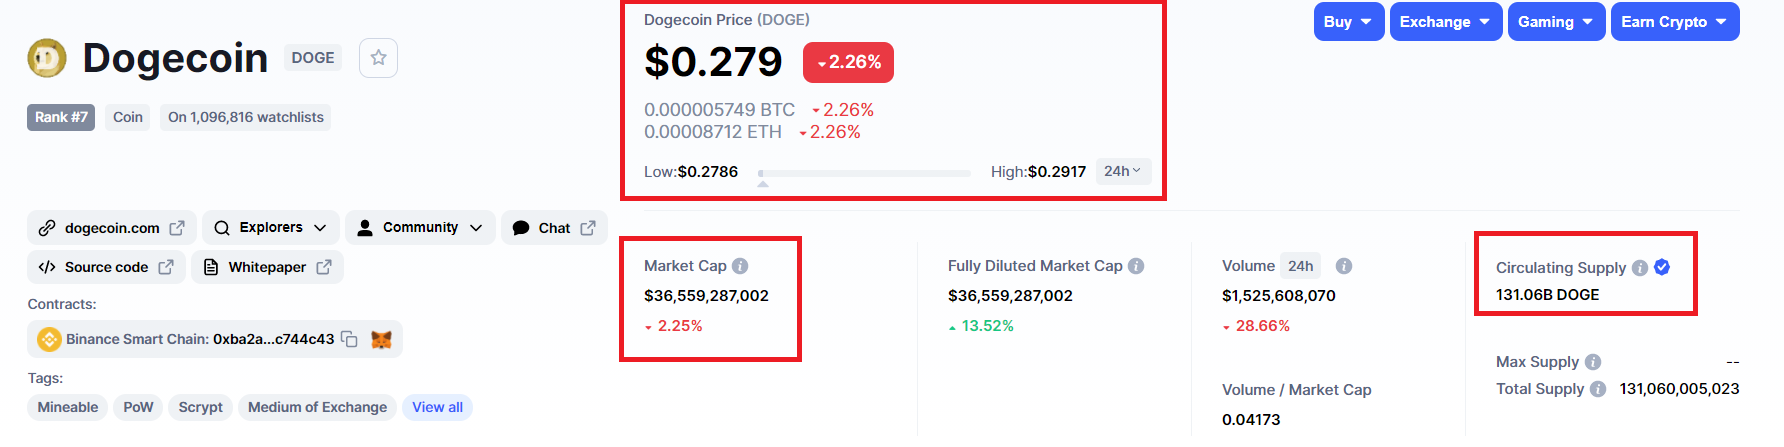 Dogecoin DOGE
Rank #7 Coin On 1,096,816 watchlists
dogecoin.com Explorers Community Chat
Source code Whitepaper
Contracts:
Binance Smart Chain: 0xba2a...c744c43
Tags:
Mineable PoW Scrypt Medium of Exchange View all
Dogecoin Price (DOGE)
$0.279 2.26%
0.000005749 BTC 2.26%
0.00008712 ETH 2.26%
Low:$0.2786 High:$0.2917 24h
Buy Exchange Gaming Earn Crypto
Market Cap
$36,559,287,002
2.25%
Fully Diluted Market Cap
$36,559,287,002
13.52%
Volume 24h
$1,525,608,070
28.66%
Volume / Market Cap
0.04173
Circulating Supply
131.06B DOGE
Max Supply --
Total Supply 131,060,005,023